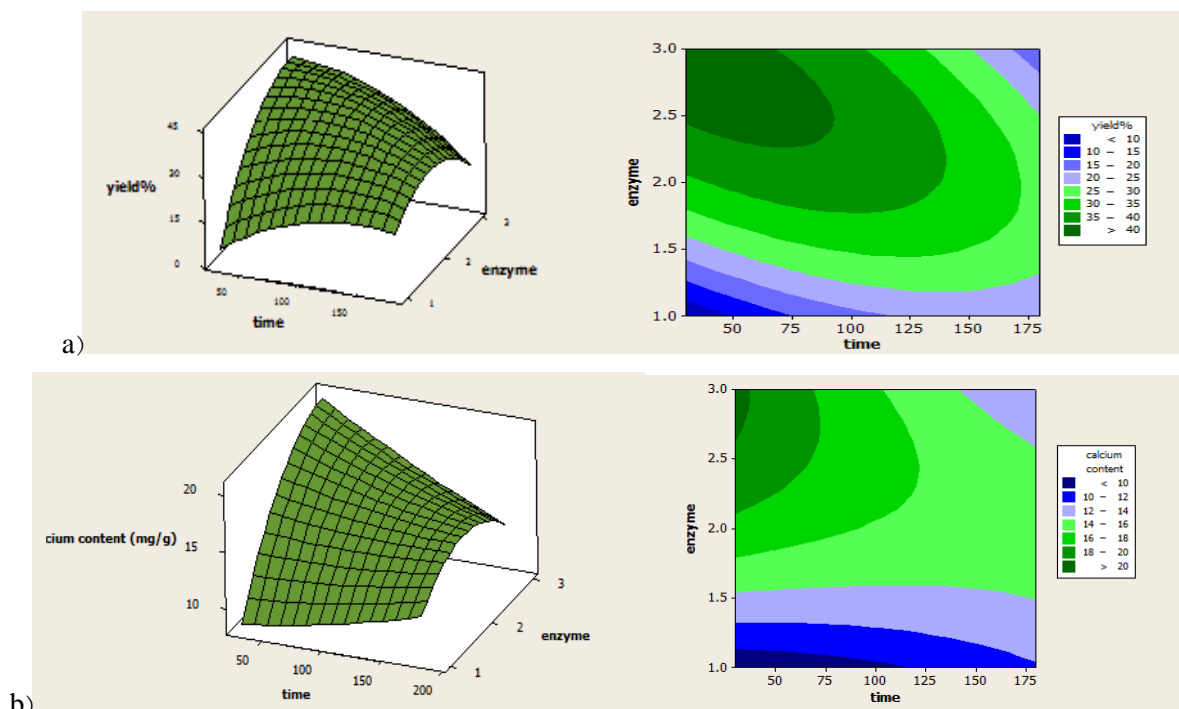 45
30
yield%
15
0
50
100
150
time
1
2
3
enzyme
3.0
2.5
2.0
1.5
1.0
enzyme
50
75
100
125
150
175
time
yield%
< 10
10 – 15
15 – 20
20 – 25
25 – 30
30 – 35
35 – 40
> 40
a)
20
cium content (mg/g)
15
10
50
100
150
200
time
1
2
3
enzyme
3.0
2.5
2.0
1.5
1.0
enzyme
50
75
100
125
150
175
time
calcium
content
< 10
10 – 12
12 – 14
14 – 16
16 – 18
18 – 20
> 20
b)